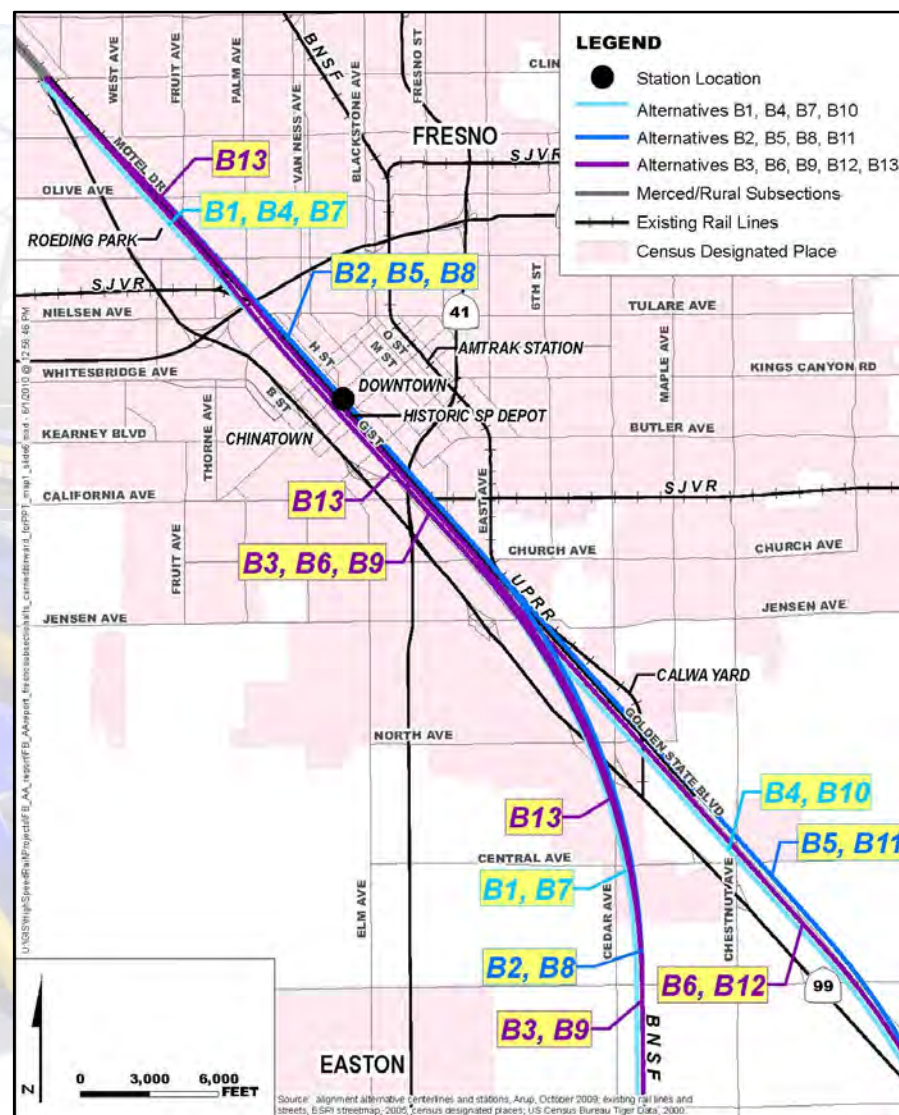 LEGEND
Station Location
Alternatives B1, B4, B7, B10
Alternatives B2, B5, B8, B11
Alternatives B3, B6, B9, B12, B13
Merced/Rural Subsections
Existing Rail Lines
Census Designated Place
WEST AVE
FRUIT AVE
PALM AVE
VAN NESS AVE
BNSF
BLACKSTONE AVE
FRESNO ST
CLIN
FRESNO
SJVR
MOTEL DR
B13
OLIVE AVE
B1, B4, B7
ROEDING PARK
B2, B5, B8
6TH ST
SJVR
NIELSEN AVE
41
TULARE AVE
MAPLE AVE
H ST
O ST
M ST
AMTRAK STATION
WHITESBRIDGE AVE
KINGS CANYON RD
B ST
DOWNTOWN
HISTORIC SP DEPOT
G ST
KEARNEY BLVD
THORNE AVE
CHINATOWN
BUTLER AVE
B13
CALIFORNIA AVE
EAST AVE
SJVR
FRUIT AVE
B3, B6, B9
CHURCH AVE
CHURCH AVE
UPRR
JENSEN AVE
JENSEN AVE
CALWA YARD
GOLDEN STATE BLVD
NORTH AVE
B4, B10
B13
B5, B11
CENTRAL AVE
B1, B7
ELM AVE
CEDAR AVE
CHESTNUT AVE
B2, B8
B6, B12
99
B3, B9
BNSF
EASTON
N
0 3,000 6,000
FEET
Source: alignment alternative centerlines and stations, Arup, October 2009; existing rail lines and
streets, ESRI streetmap, 2005; census designated places; US Census Bureau Tiger Data, 2000.